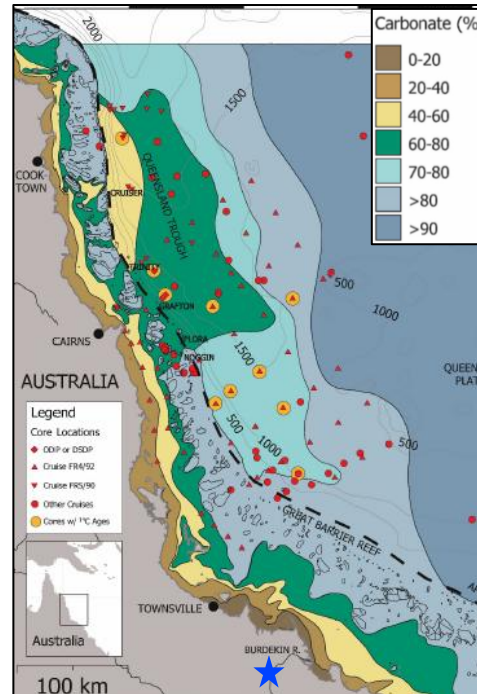 2000
Carbonate (%
0-20
20-40
40-60
60-80
70-80
>80
>90
1500
COOK
TOWN
QUEENSLAND TROUGH
CRUISER
TRINITY
GRAFTON
500
1000
CAIRNS
FLORA
NOGGIN
1500
QUEEN
PLAT
AUSTRALIA
500
1000
500
Legend
Core Locations
ODP or DSDP
Cruise FR4/92
Cruise FR5/90
Other Cruises
Cores w/ ¹⁴C Ages
GREAT BARRIER REEF
Australia
TOWNSVILLE
BURDEKIN R.
100 km